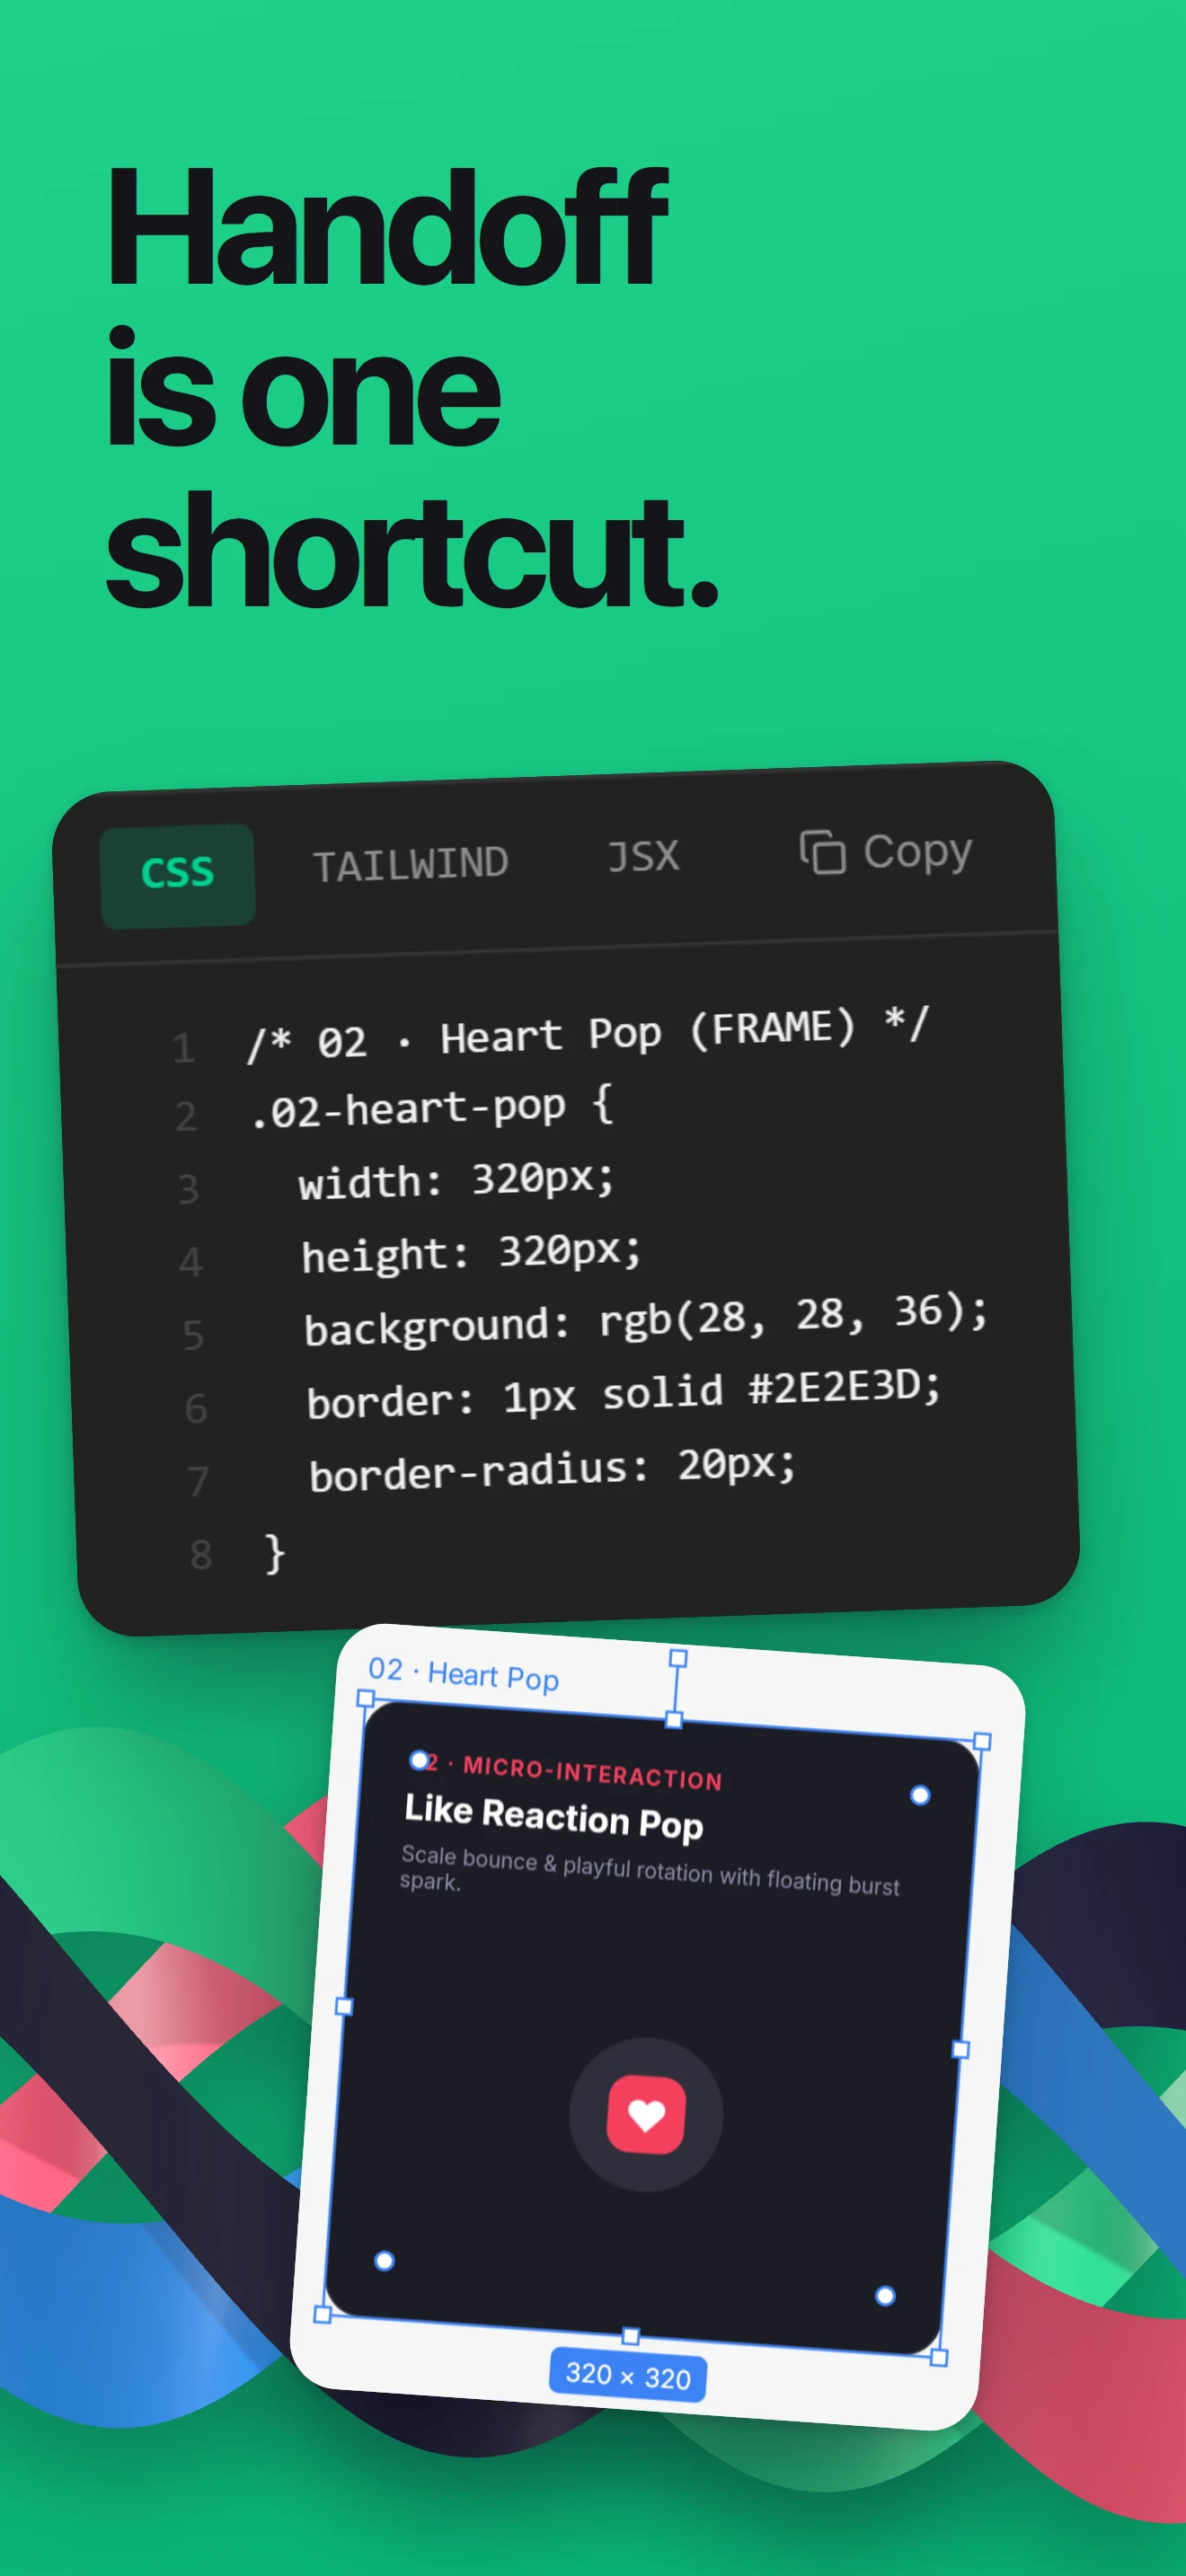 Handoff
is one
shortcut.
CSS TAILWIND JSX Copy
1 /* 02 · Heart Pop (FRAME) */
2 .02-heart-pop {
3 width: 320px;
4 height: 320px;
5 background: rgb(28, 28, 36);
6 border: 1px solid #2E2E3D;
7 border-radius: 20px;
8 }
02 · Heart Pop
2 · MICRO-INTERACTION
Like Reaction Pop
Scale bounce & playful rotation with floating burst
spark.
320 × 320